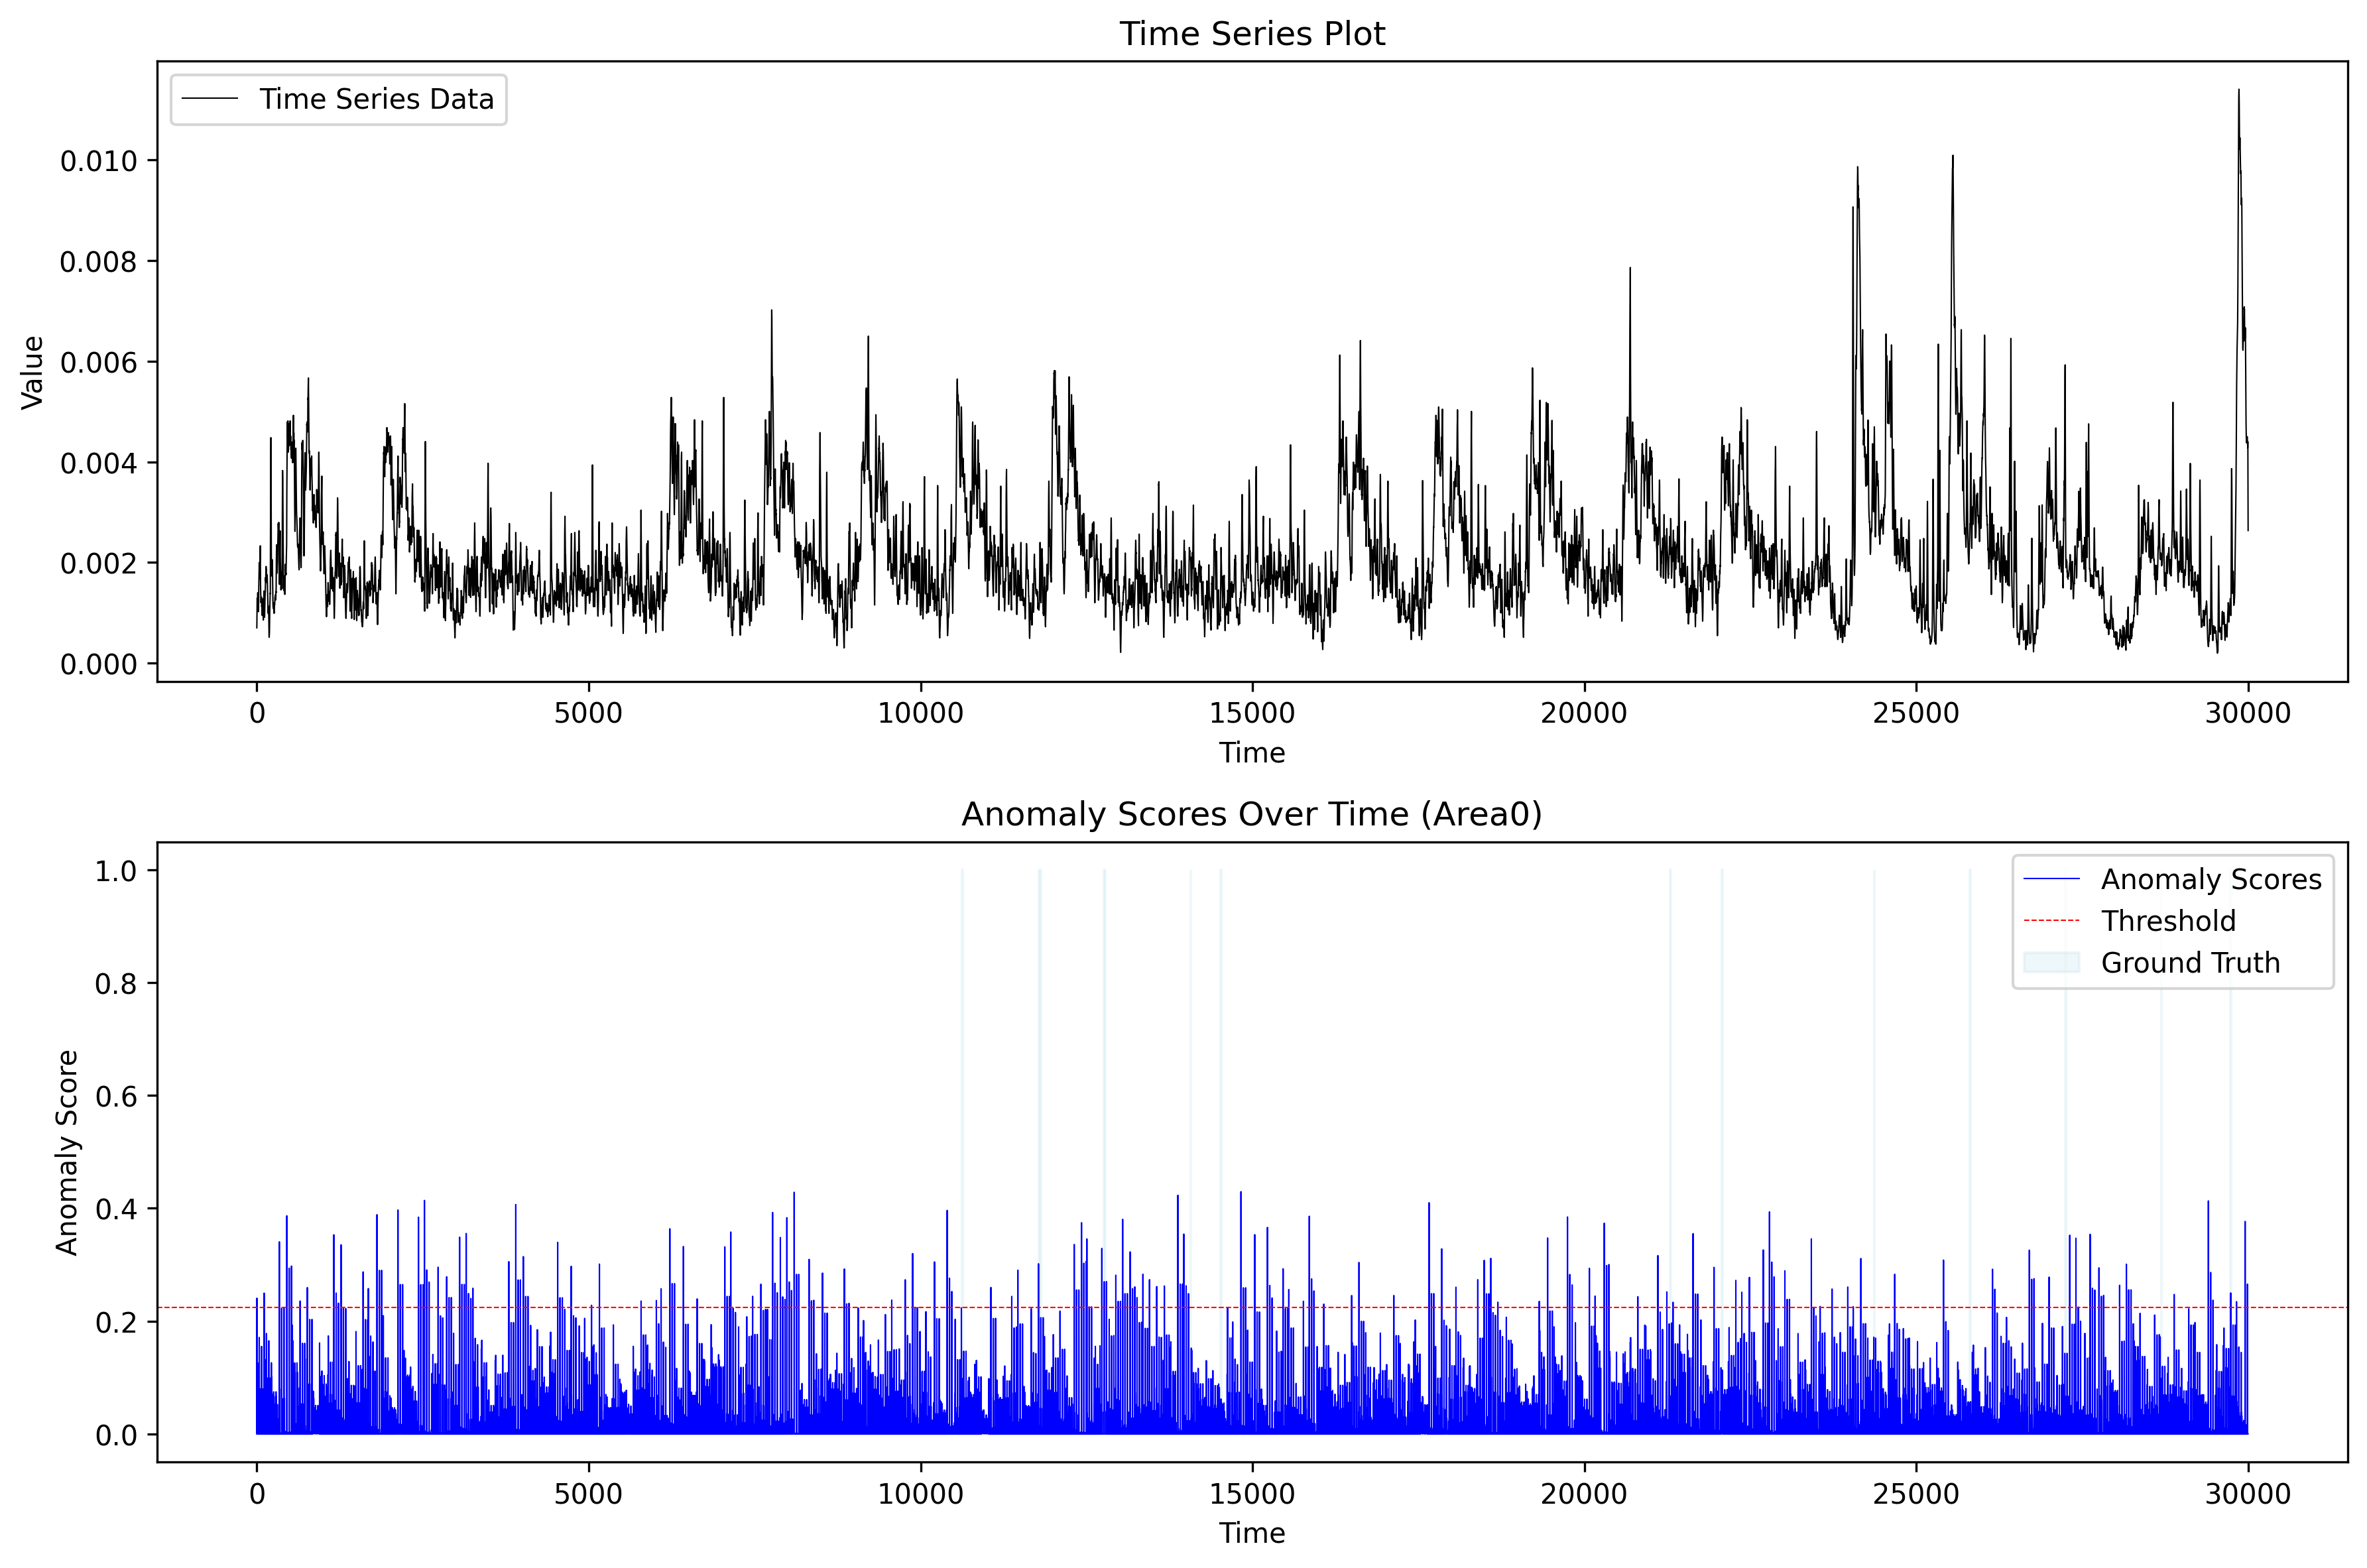 Time Series Plot
Time Series Data
0.010
0.008
0.006
0.004
0.002
0.000
Value
0 5000 10000 15000 20000 25000 30000
Time
Anomaly Scores Over Time (Area0)
Anomaly Scores
Threshold
Ground Truth
1.0
0.8
0.6
0.4
0.2
0.0
Anomaly Score
0 5000 10000 15000 20000 25000 30000
Time